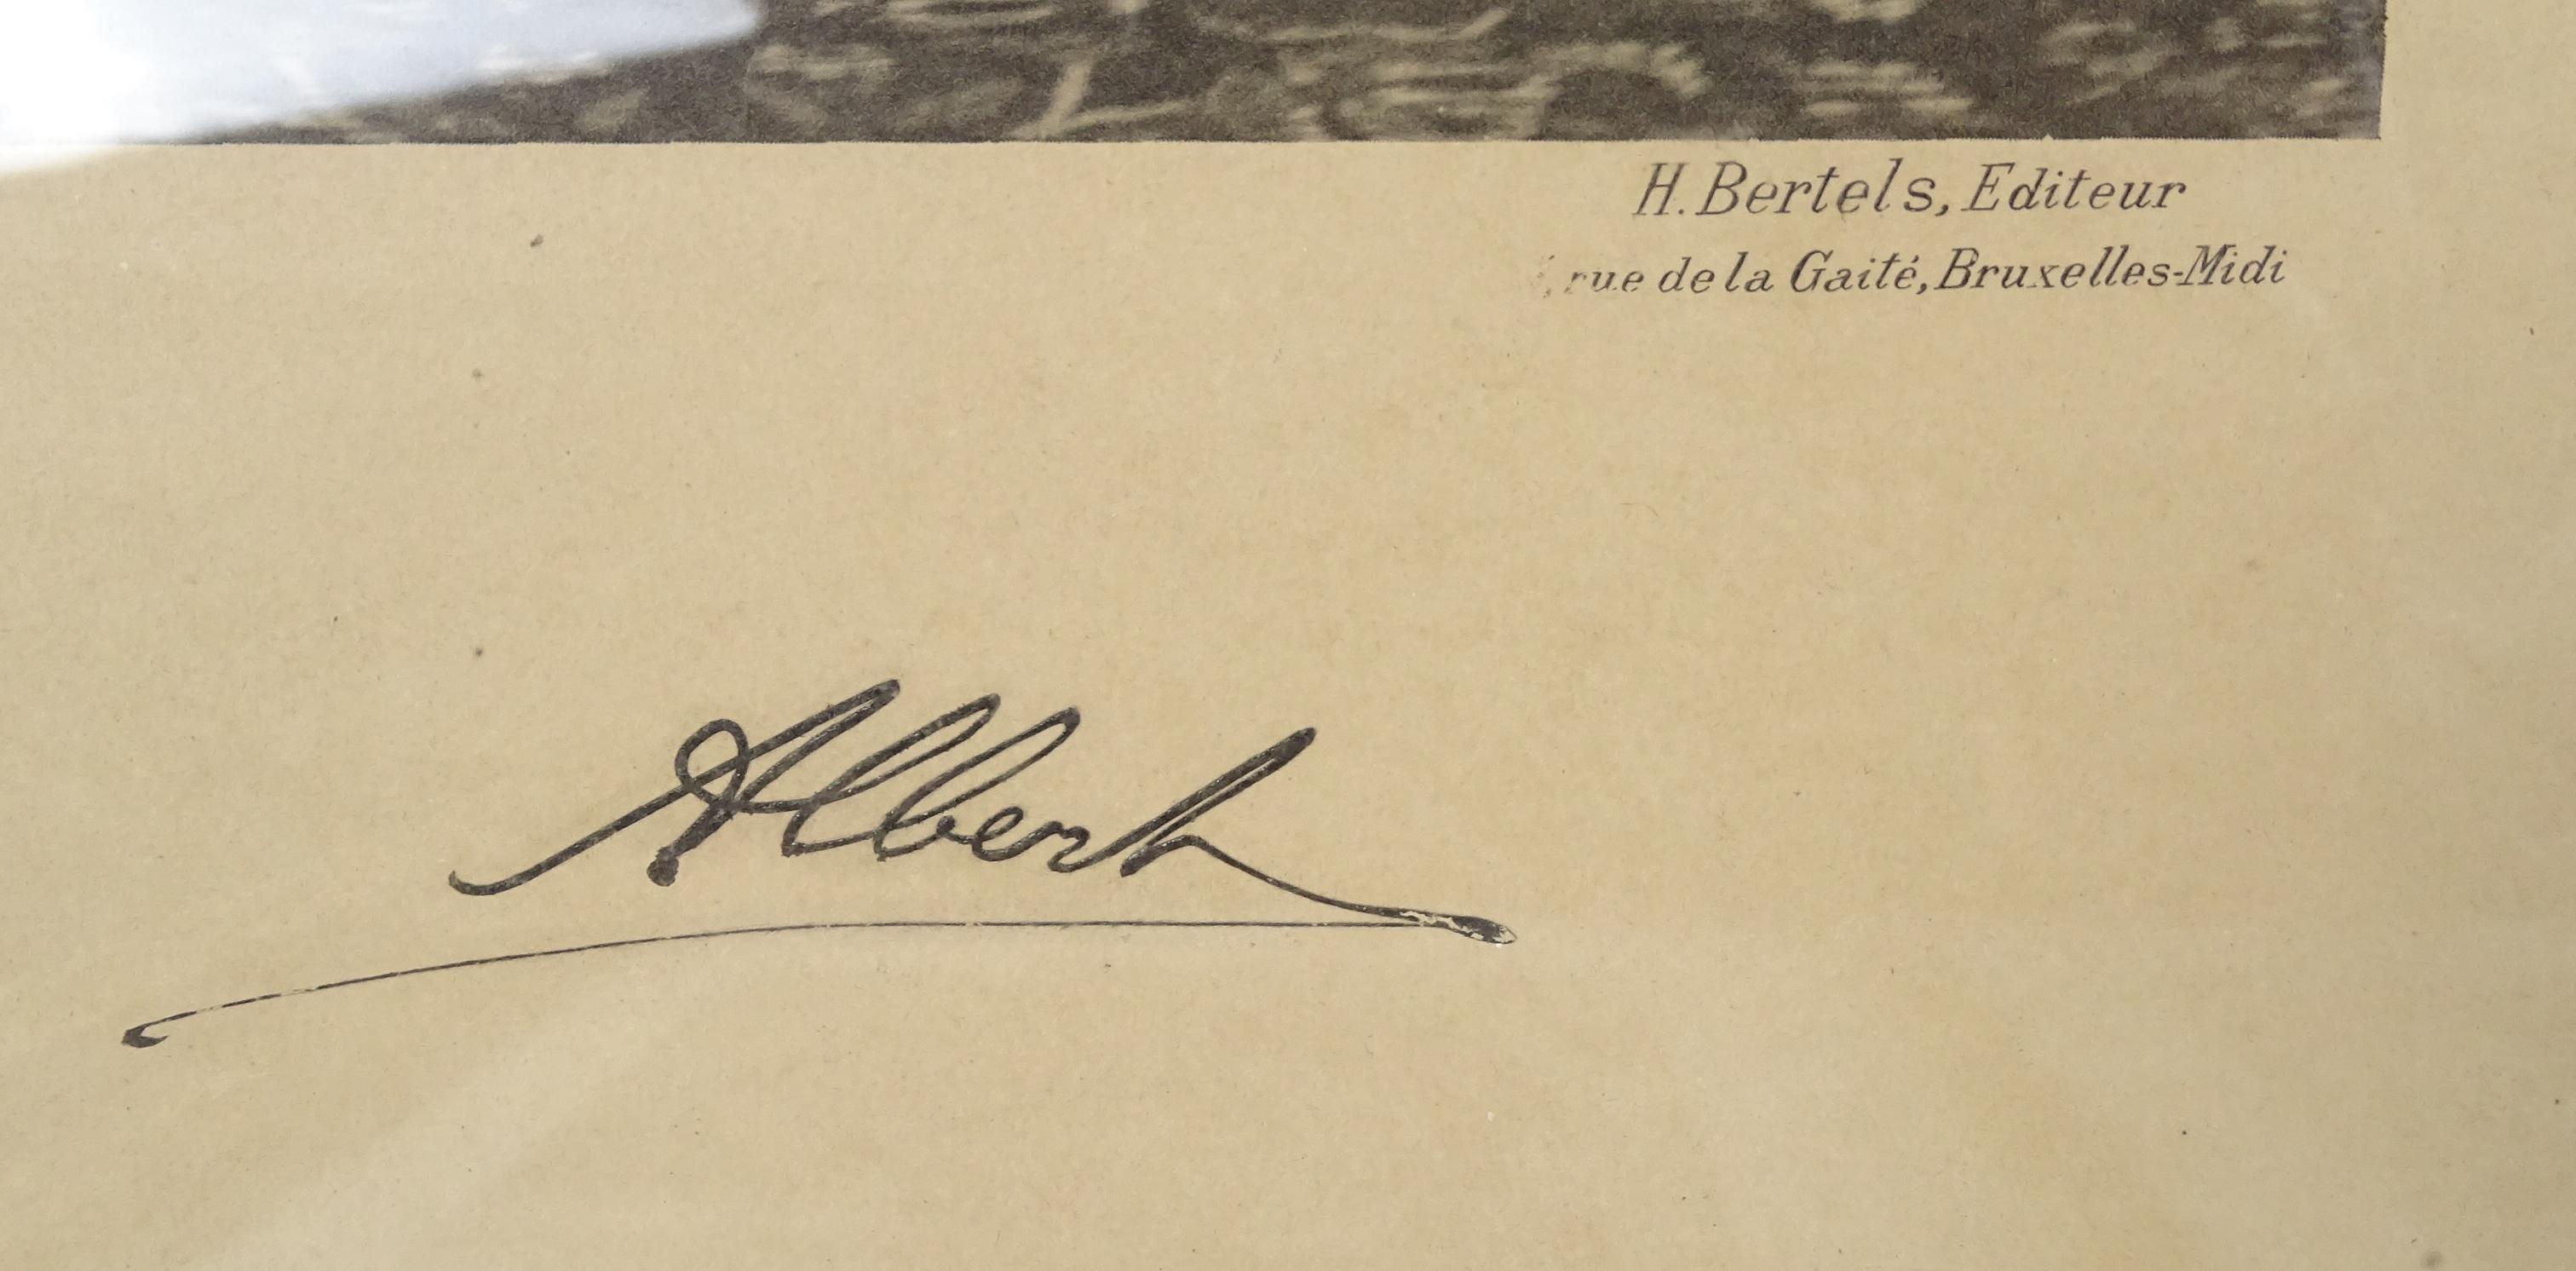 H. Bertels, Editeur
rue de la Gaité, Bruxelles-Midi
Albert